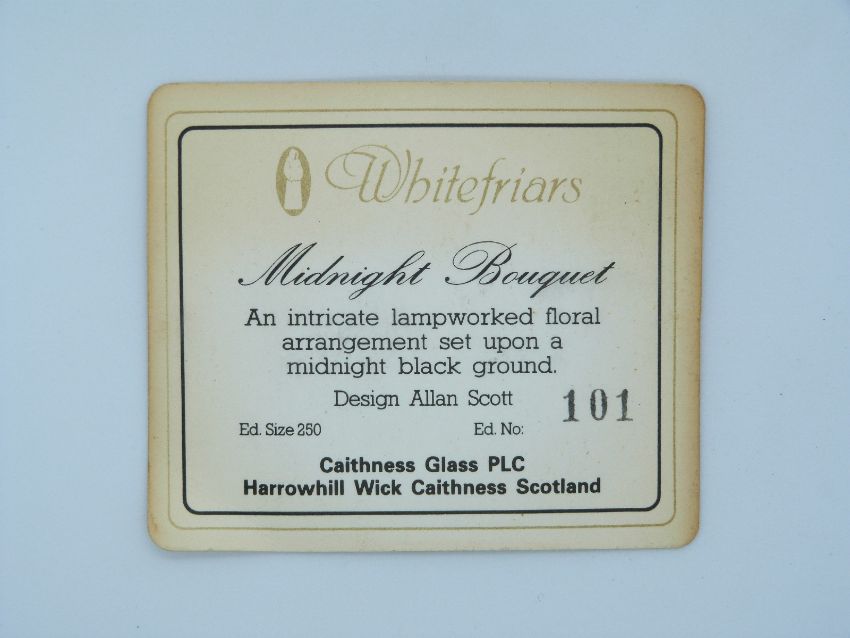 Whitefriars
Midnight Bouquet
An intricate lampworked floral
arrangement set upon a
midnight black ground.
Design Allan Scott
101
Ed. Size 250 Ed. No:
Caithness Glass PLC
Harrowhill Wick Caithness Scotland